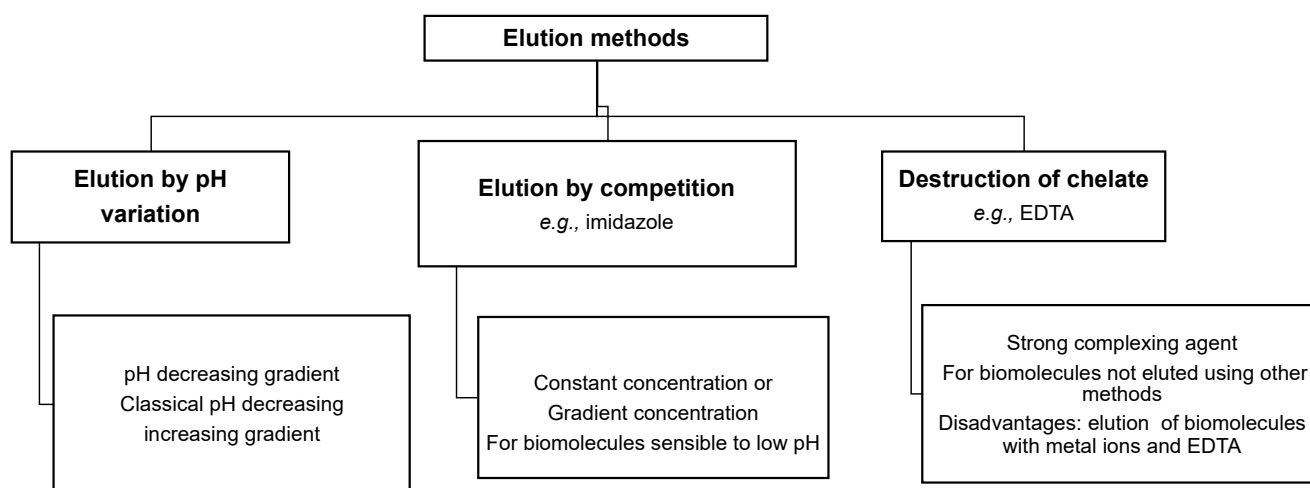 Elution methods
Elution by pH
variation
Elution by competition
e.g., imidazole
Destruction of chelate
e.g., EDTA
pH decreasing gradient
Classical pH decreasing
increasing gradient
Constant concentration or
Gradient concentration
For biomolecules sensible to low pH
Strong complexing agent
For biomolecules not eluted using other
methods
Disadvantages: elution of biomolecules
with metal ions and EDTA